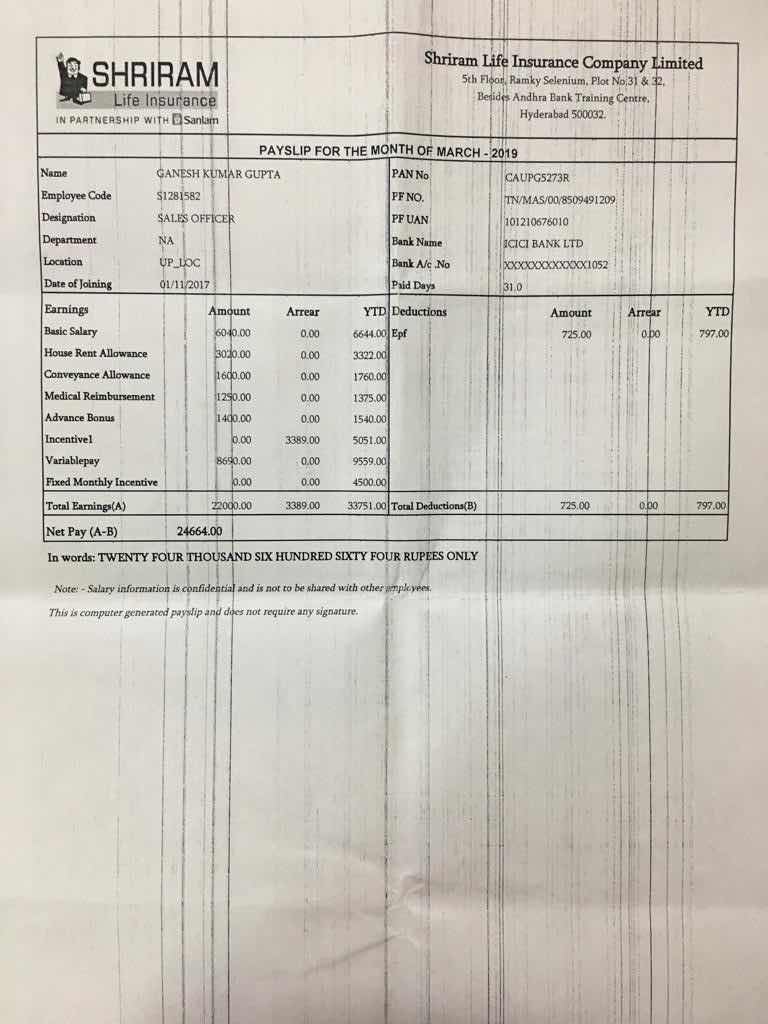 SHRIRAM
Life Insurance
IN PARTNERSHIP WITH Sanlam
Shriram Life Insurance Company Limited
5th Floor, Ramky Selenium, Plot No;31 & 32,
Besides Andhra Bank Training Centre,
Hyderabad 500032.
PAYSLIP FOR THE MONTH OF MARCH - 2019
Name GANESH KUMAR GUPTA PAN No CAUPG5273R
Employee Code S1281582 PF NO. TN/MAS/00/8509491209
Designation SALES OFFICER PF UAN 101210676010
Department NA Bank Name ICICI BANK LTD
Location UP_LOC Bank A/c .No XXXXXXXXXXXX1052
Date of Joining 01/11/2017 Paid Days 31.0
Earnings Amount Arrear YTD Deductions Amount Arrear YTD
Basic Salary 6040.00 0.00 6644.00 Epf 725.00 0.00 797.00
House Rent Allowance 3020.00 0.00 3322.00
Conveyance Allowance 1600.00 0.00 1760.00
Medical Reimbursement 1250.00 0.00 1375.00
Advance Bonus 1400.00 0.00 1540.00
Incentive1 0.00 3389.00 5051.00
Variablepay 8690.00 0.00 9559.00
Fixed Monthly Incentive 0.00 0.00 4500.00
Total Earnings(A) 22000.00 3389.00 33751.00 Total Deductions(B) 725.00 0.00 797.00
Net Pay (A-B) 24664.00
In words: TWENTY FOUR THOUSAND SIX HUNDRED SIXTY FOUR RUPEES ONLY
Note: - Salary information is confidential and is not to be shared with other employees.
This is computer generated payslip and does not require any signature.